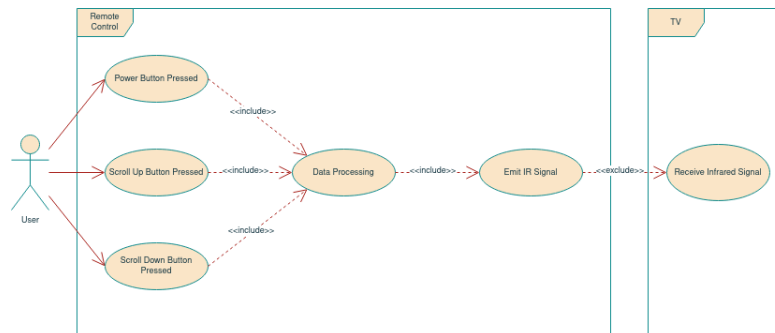 Remote
Control
TV
Power Button Pressed
<<include>>
Scroll Up Button Pressed
<<include>>
Data Processing
<<include>>
Emit IR Signal
<<exclude>>
Receive Infrared Signal
User
<<include>>
Scroll Down Button
Pressed